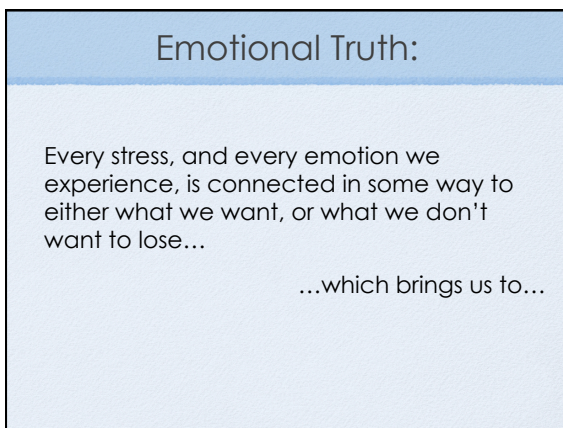 Emotional Truth:
Every stress, and every emotion we
experience, is connected in some way to
either what we want, or what we don’t
want to lose…
…which brings us to…